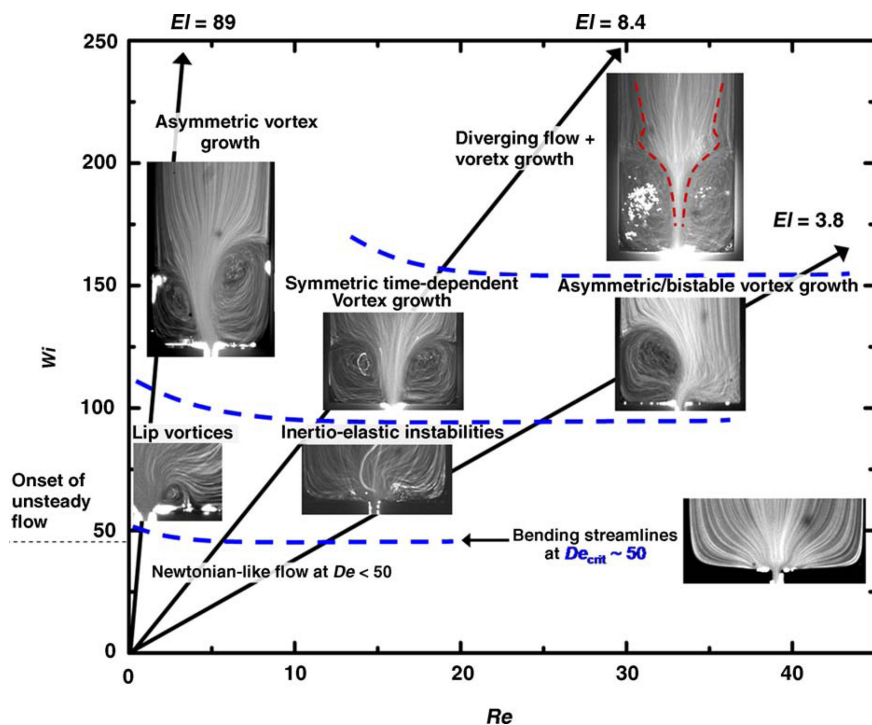 El = 89
El = 8.4
250
Asymmetric vortex
growth
Diverging flow +
voretx growth
200
El = 3.8
150
Symmetric time-dependent
Vortex growth
Asymmetric/bistable vortex growth
Wi
100
Lip vortices
Inertio-elastic instabilities
Onset of
unsteady
flow
50
Bending streamlines
at De_crit ~ 50
Newtonian-like flow at De < 50
0
0
10
20
30
40
Re